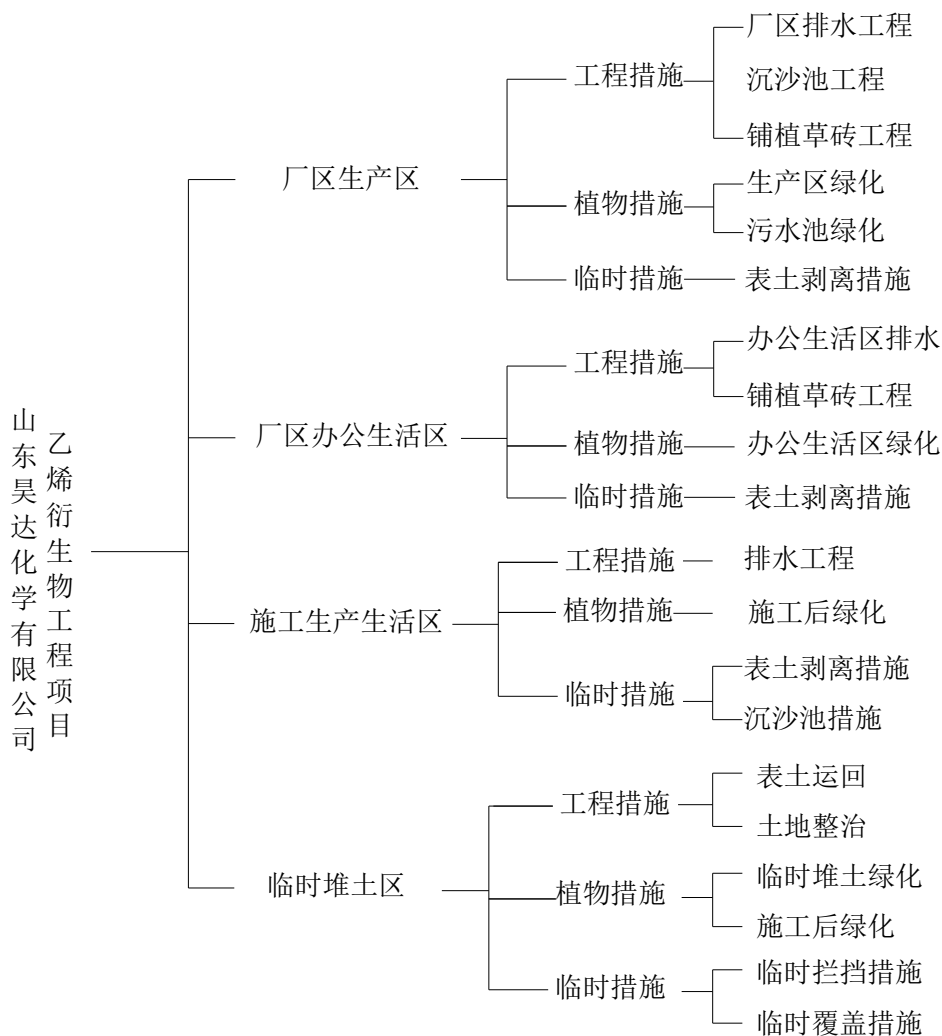 山东昊达化学有限公司
乙烯衍生物工程项目
厂区生产区
工程措施
厂区排水工程
沉沙池工程
铺植草砖工程
植物措施
生产区绿化
污水池绿化
临时措施
表土剥离措施
厂区办公生活区
工程措施
办公生活区排水
铺植草砖工程
植物措施
办公生活区绿化
临时措施
表土剥离措施
施工生产生活区
工程措施
排水工程
植物措施
施工后绿化
临时措施
表土剥离措施
沉沙池措施
临时堆土区
工程措施
表土运回
土地整治
植物措施
临时堆土绿化
施工后绿化
临时措施
临时拦挡措施
临时覆盖措施